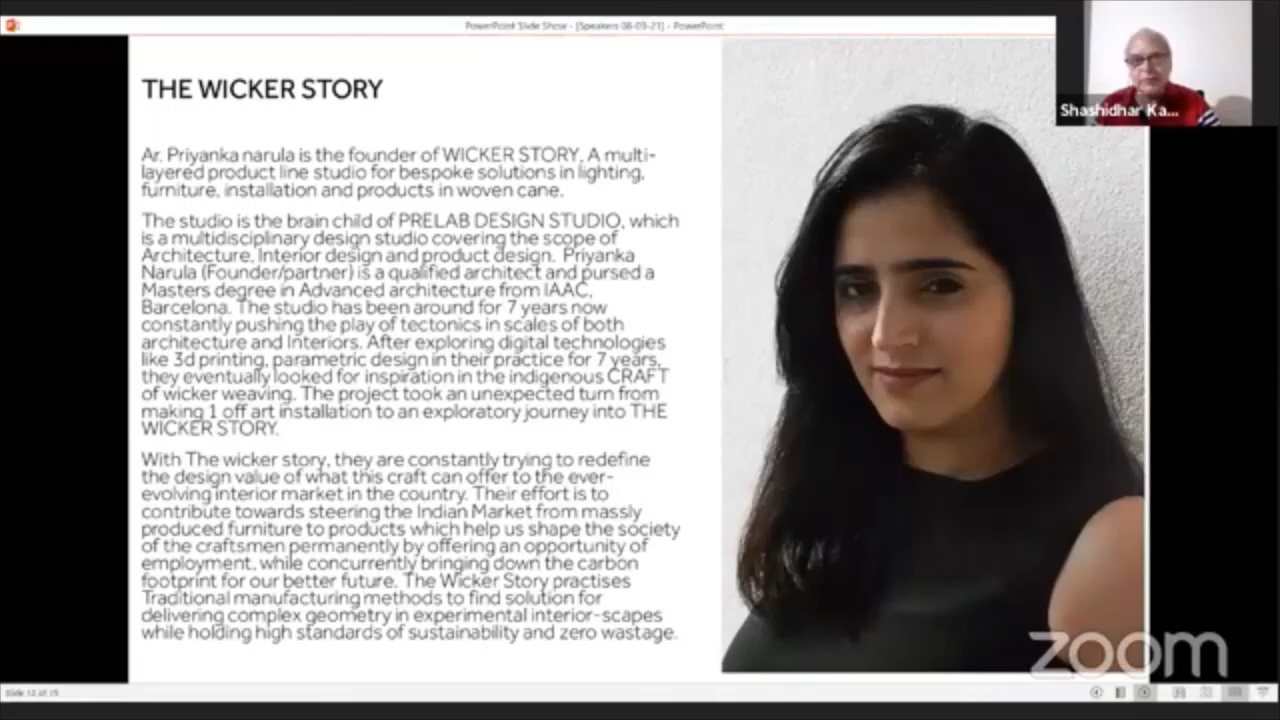 PowerPoint Slide Show - [Speakers 08-09-21] - PowerPoint
Shashidhar Ka...
THE WICKER STORY
Ar. Priyanka narula is the founder of WICKER STORY. A multi-
layered product line studio for bespoke solutions in lighting,
furniture, installation and products in woven cane.
The studio is the brain child of PRELAB DESIGN STUDIO, which
is a multidisciplinary design studio covering the scope of
Architecture, Interior design and product design. Priyanka
Narula (Founder/partner) is a qualified architect and pursed a
Masters degree in Advanced architecture from IAAC,
Barcelona. The studio has been around for 7 years now
constantly pushing the play of tectonics in scales of both
architecture and Interiors. After exploring digital technologies
like 3d printing, parametric design in their practice for 7 years,
they eventually looked for inspiration in the indigenous CRAFT
of wicker weaving. The project took an unexpected turn from
making 1 off art installation to an exploratory journey into THE
WICKER STORY.
With The wicker story, they are constantly trying to redefine
the design value of what this craft can offer to the ever-
evolving interior market in the country. Their effort is to
contribute towards steering the Indian Market from massly
produced furniture to products which help us shape the society
of the craftsmen permanently by offering an opportunity of
employment, while concurrently bringing down the carbon
footprint for our better future. The Wicker Story practises
Traditional manufacturing methods to find solution for
delivering complex geometry in experimental interior-scapes
while holding high standards of sustainability and zero wastage.
zoom
Slide 12 of 15